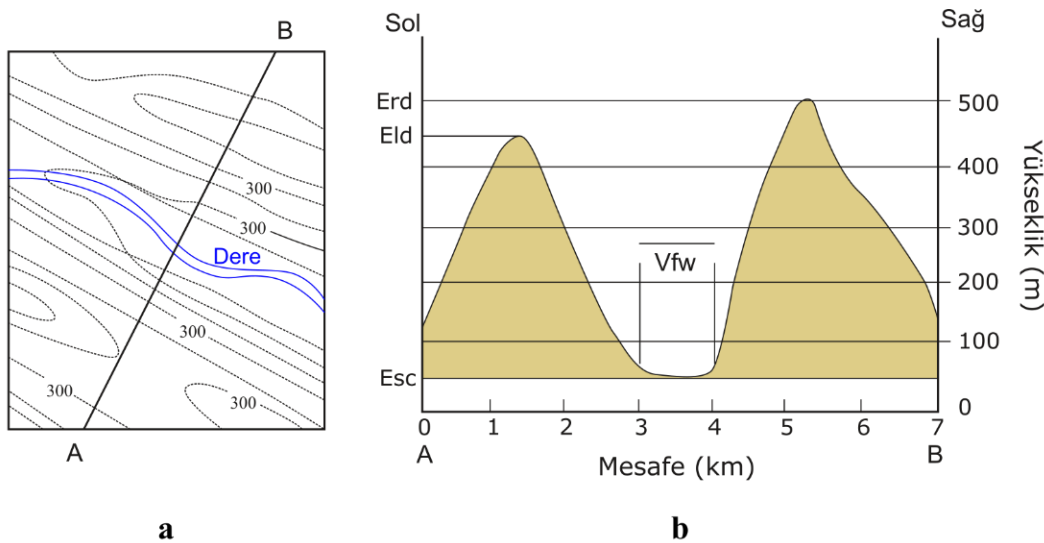 B
300
300
Dere
300
300
300
A
a
Sol
Sağ
Erd
Eld
Esc
Vfw
500
400
300
200
100
0
Yükseklik (m)
0 1 2 3 4 5 6 7
A B
Mesafe (km)
b